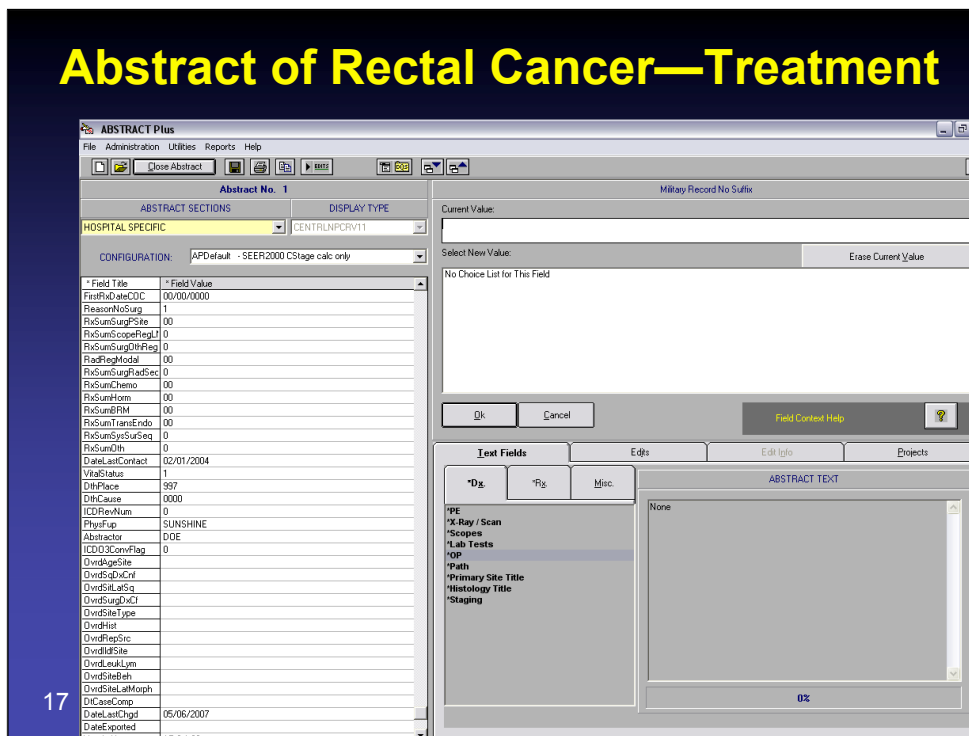 Abstract of Rectal Cancer—Treatment
ABSTRACT Plus
File Administration Utilities Reports Help
Close Abstract EDITS
Abstract No. 1
ABSTRACT SECTIONS DISPLAY TYPE
HOSPITAL SPECIFIC CENTRLNPCRV11
CONFIGURATION: APDefault - SEER2000 CStage calc only
* Field Title * Field Value
FirstRxDateCOC 00/00/0000
ReasonNoSurg 1
RxSumSurgPSite 00
RxSumScopeRegLN 0
RxSumSurgOthReg 0
RadRegModal 00
RxSumSurgRadSec 0
RxSumChemo 00
RxSumHorm 00
RxSumBRM 00
RxSumTransEndo 00
RxSumSysSurSeq 0
RxSumOth 0
DateLastContact 02/01/2004
VitalStatus 1
DthPlace 997
DthCause 0000
ICDRevNum 0
PhysFup SUNSHINE
Abstractor DOE
ICDO3ConvFlag 0
OvrdAgeSite
OvrdSqDxCnf
OvrdSitLatSq
OvrdSurgDxCf
OvrdSiteType
OvrdHist
OvrdRepSrc
OvrdIldfSite
OvrdLeukLym
OvrdSiteBeh
OvrdSiteLatMorph
DtCaseComp
DateLastChgd 05/06/2007
DateExported
Military Record No Suffix
Current Value:
Select New Value: Erase Current Value
No Choice List for This Field
Ok Cancel Field Context Help ?
Text Fields Edits Edit Info Projects
*Dx. *Rx. Misc. ABSTRACT TEXT
*PE
*X-Ray / Scan
*Scopes
*Lab Tests
*OP
*Path
*Primary Site Title
*Histology Title
*Staging
None
0%
17